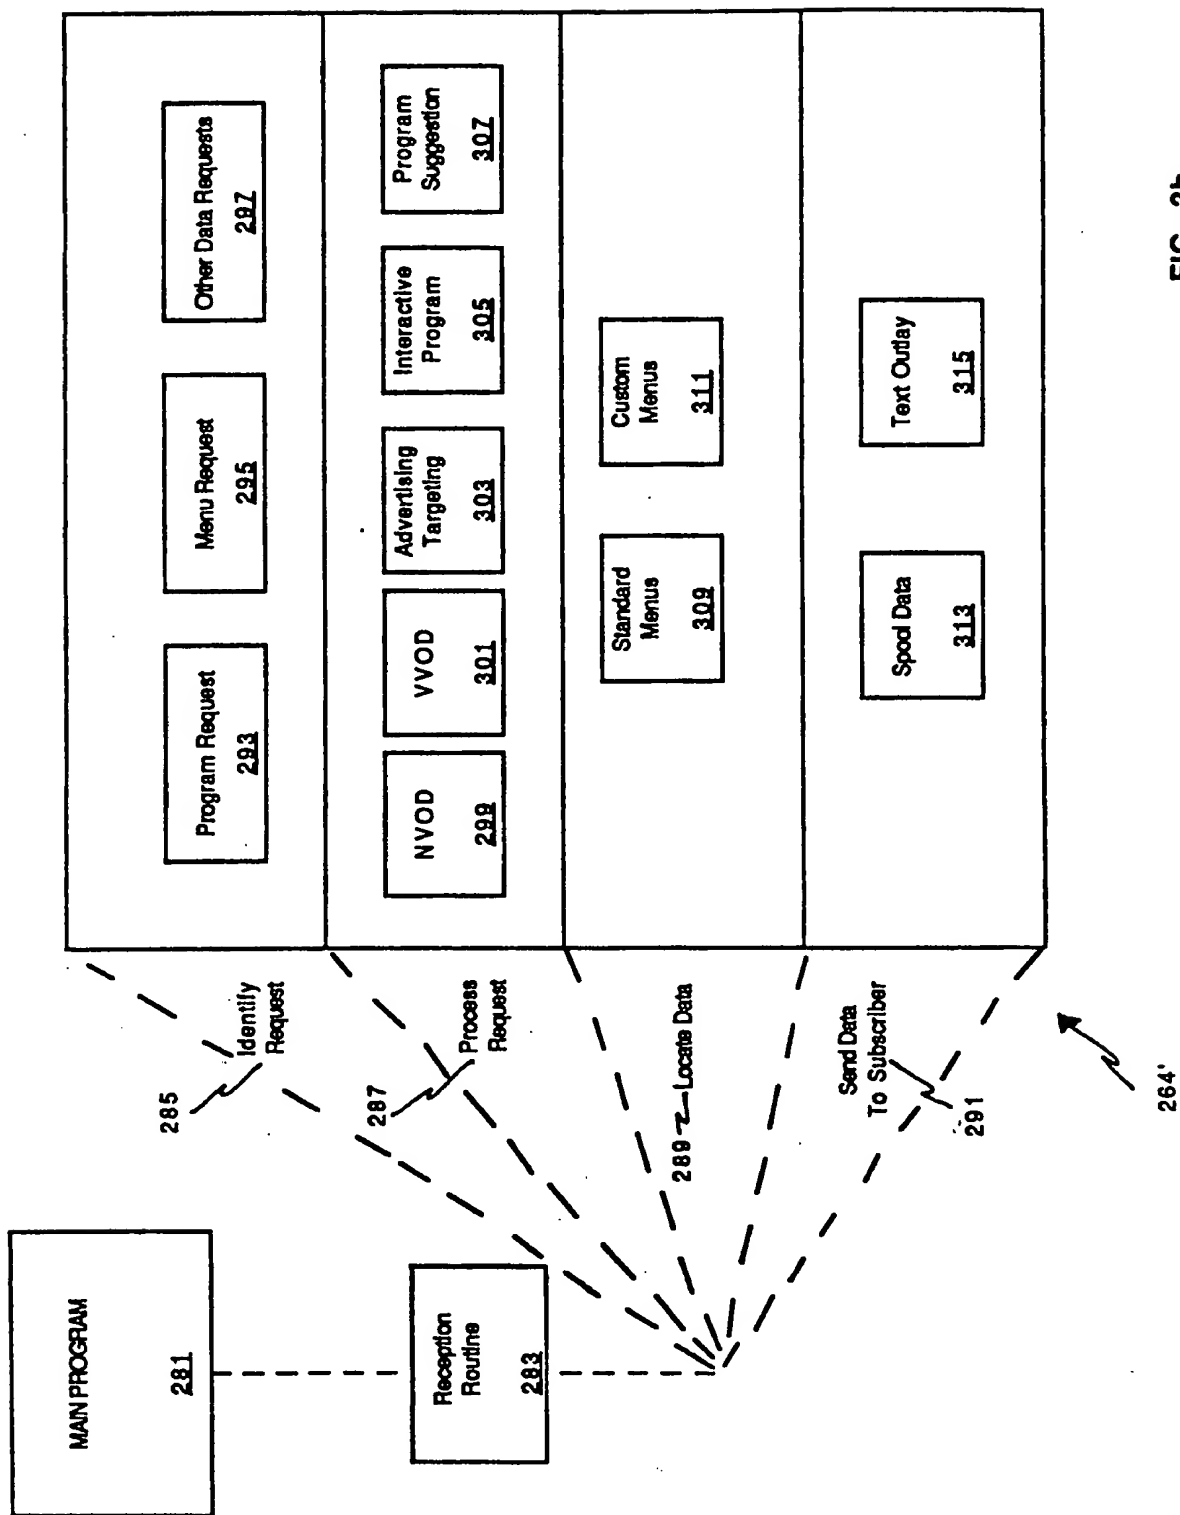 MAIN PROGRAM
281
Reception
Routine
283
285
Identify
Request
287
Process
Request
289
Locate Data
Send Data
To Subscriber
291
264'
Program Request
293
Menu Request
295
Other Data Requests
297
NVOD
299
VVOD
301
Advertising
Targeting
303
Interactive
Program
305
Program
Suggestion
307
Standard
Menus
309
Custom
Menus
311
Spool Data
313
Text Outlay
315